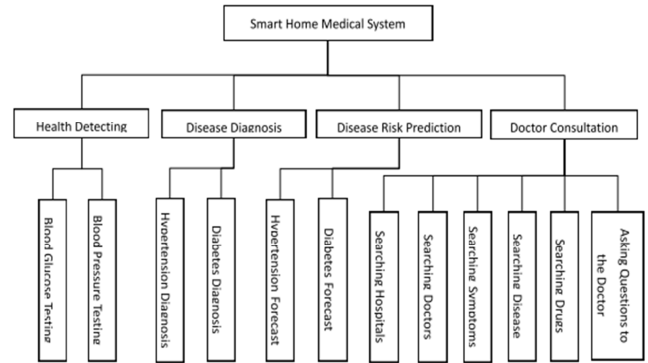 Smart Home Medical System
Health Detecting
Disease Diagnosis
Disease Risk Prediction
Doctor Consultation
Blood Glucose Testing
Blood Pressure Testing
Hypertension Diagnosis
Diabetes Diagnosis
Hypertension Forecast
Diabetes Forecast
Searching Hospitals
Searching Doctors
Searching Symptoms
Searching Disease
Searching Drugs
Asking Questions to
the Doctor